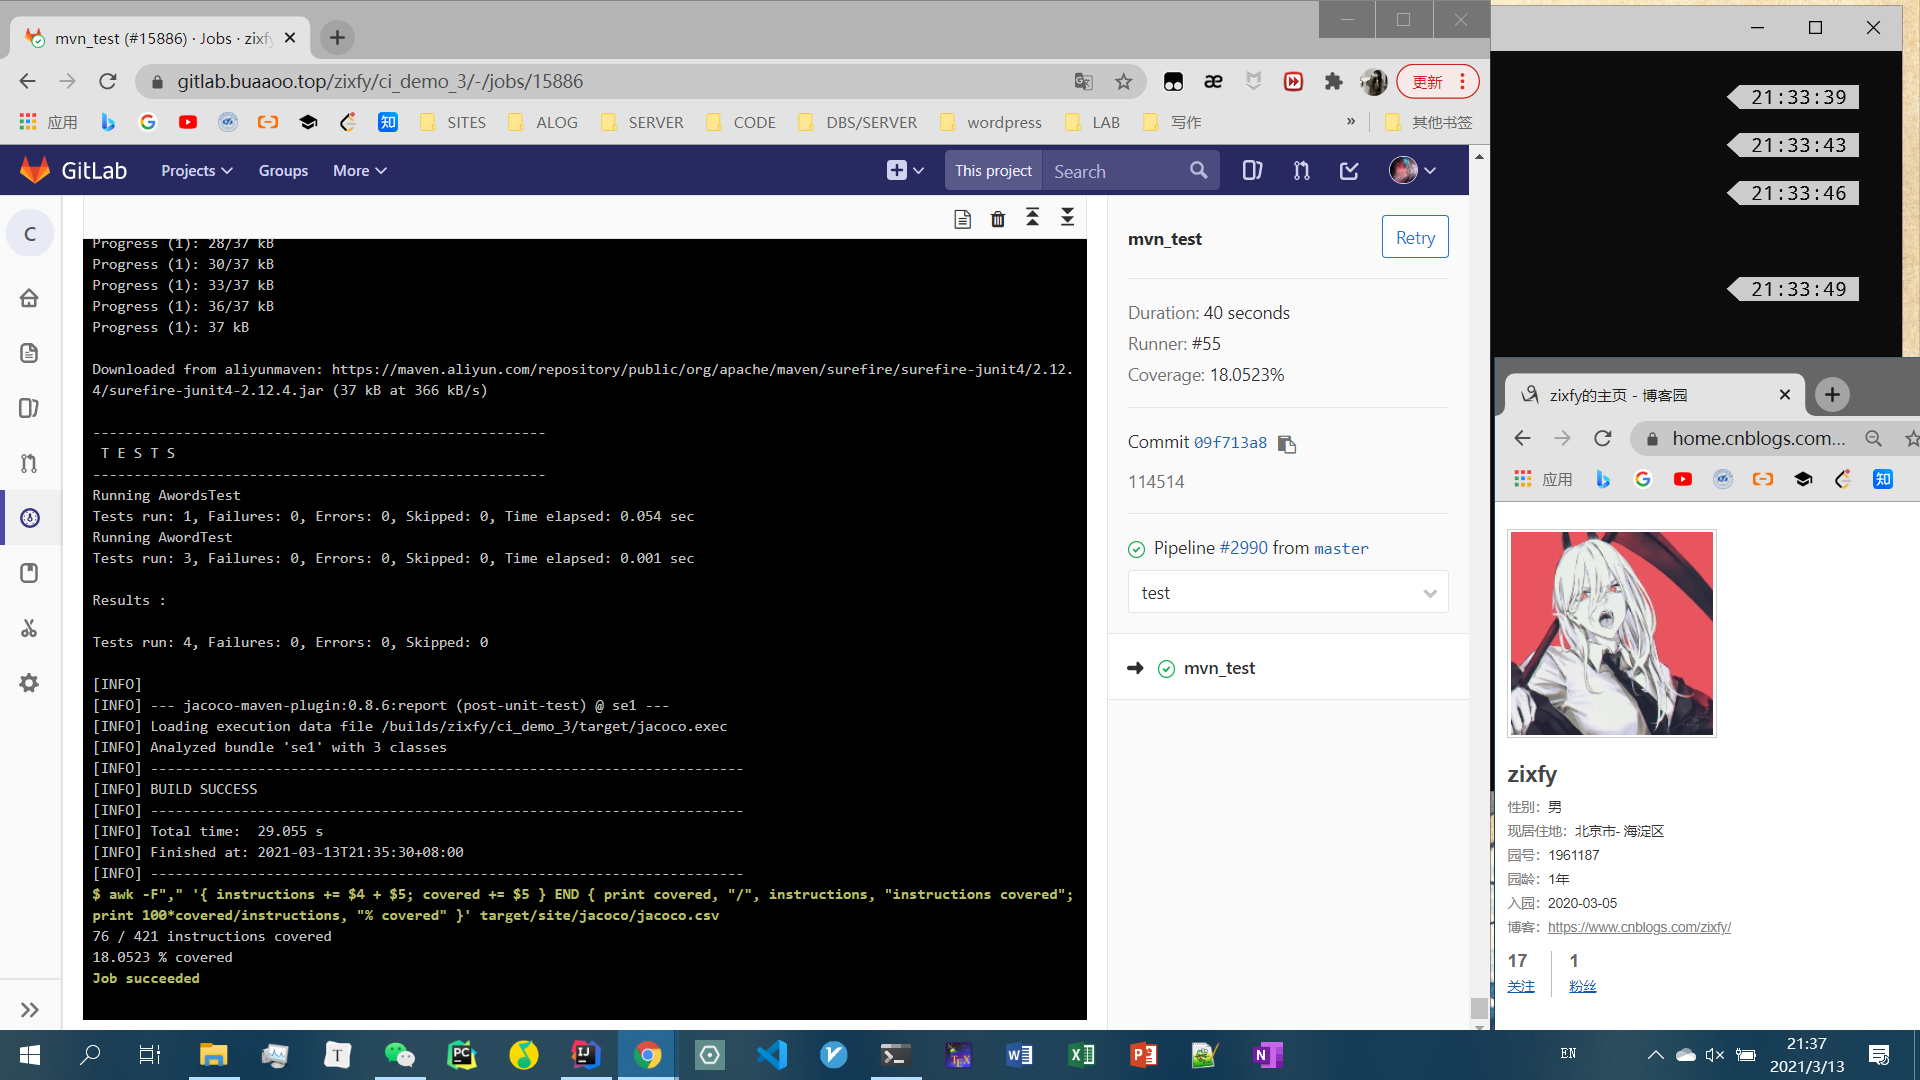 mvn_test (#15886) · Jobs · zixfy
gitlab.buaaoo.top/zixfy/ci_demo_3/-/jobs/15886
更新
应用
知
SITES
ALOG
SERVER
CODE
DBS/SERVER
wordpress
LAB
写作
»
其他书签
GitLab
Projects
Groups
More
This project
Search
C
Progress (1): 28/37 kB
Progress (1): 30/37 kB
Progress (1): 33/37 kB
Progress (1): 36/37 kB
Progress (1): 37 kB
Downloaded from aliyunmaven: https://maven.aliyun.com/repository/public/org/apache/maven/surefire/surefire-junit4/2.12.
4/surefire-junit4-2.12.4.jar (37 kB at 366 kB/s)
-------------------------------------------------------
T E S T S
-------------------------------------------------------
Running AwordsTest
Tests run: 1, Failures: 0, Errors: 0, Skipped: 0, Time elapsed: 0.054 sec
Running AwordTest
Tests run: 3, Failures: 0, Errors: 0, Skipped: 0, Time elapsed: 0.001 sec
Results :
Tests run: 4, Failures: 0, Errors: 0, Skipped: 0
[INFO]
[INFO] --- jacoco-maven-plugin:0.8.6:report (post-unit-test) @ se1 ---
[INFO] Loading execution data file /builds/zixfy/ci_demo_3/target/jacoco.exec
[INFO] Analyzed bundle 'se1' with 3 classes
[INFO] ------------------------------------------------------------------------
[INFO] BUILD SUCCESS
[INFO] ------------------------------------------------------------------------
[INFO] Total time:  29.055 s
[INFO] Finished at: 2021-03-13T21:35:30+08:00
[INFO] ------------------------------------------------------------------------
$ awk -F"," '{ instructions += $4 + $5; covered += $5 } END { print covered, "/", instructions, "instructions covered";
print 100*covered/instructions, "% covered" }' target/site/jacoco/jacoco.csv
76 / 421 instructions covered
18.0523 % covered
Job succeeded
mvn_test
Retry
Duration: 40 seconds
Runner: #55
Coverage: 18.0523%
Commit 09f713a8
114514
Pipeline #2990 from master
test
mvn_test
21:33:39
21:33:43
21:33:46
21:33:49
zixfy的主页 - 博客园
home.cnblogs.com...
应用
知
zixfy
性别: 男
现居住地: 北京市- 海淀区
园号: 1961187
园龄: 1年
入园: 2020-03-05
博客: https://www.cnblogs.com/zixfy/
17
1
关注
粉丝
EN
21:37
2021/3/13